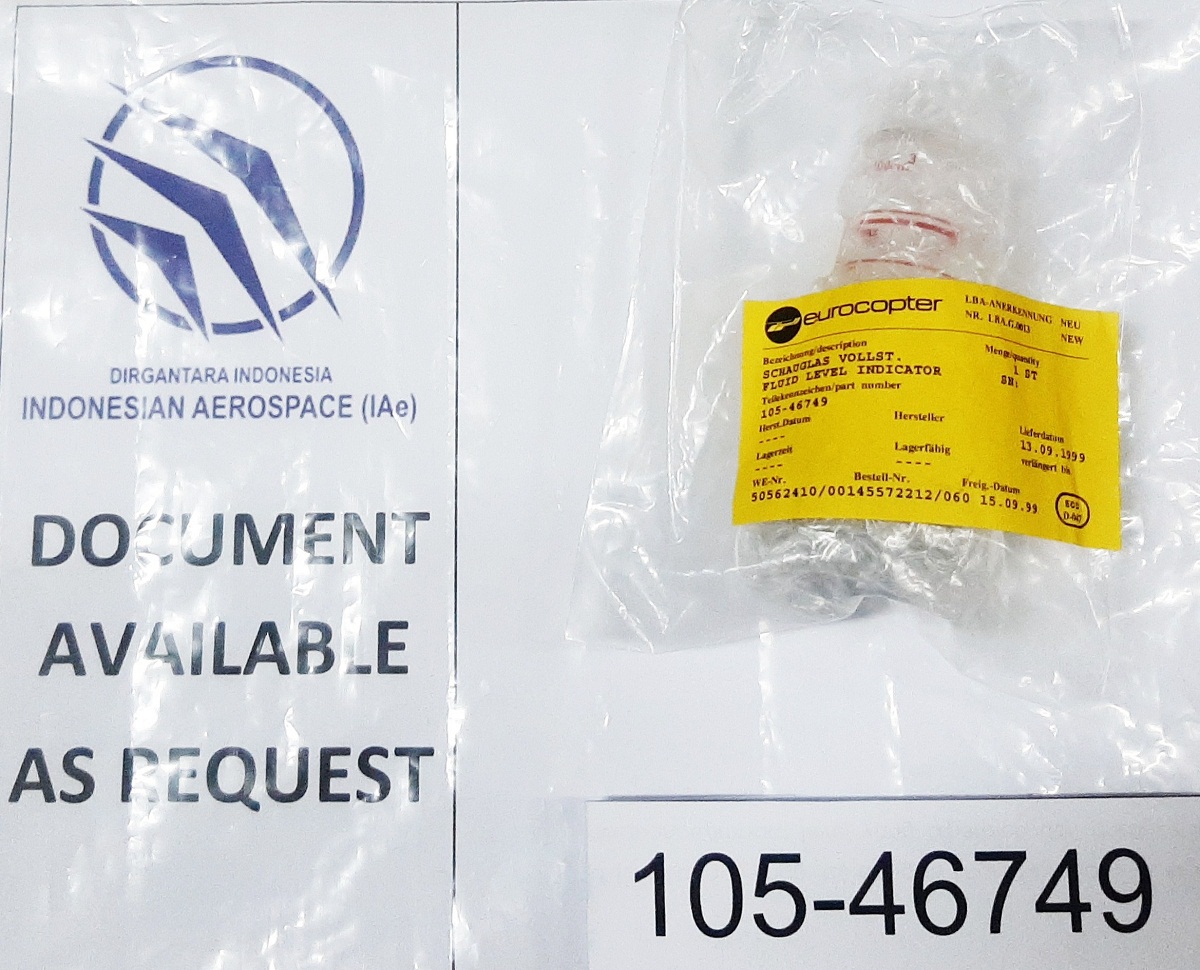 DIRGANTARA INDONESIA
INDONESIAN AEROSPACE (IAe)
DOCUMENT
AVAILABLE
AS REQUEST
3
eurocopter
LBA-ANERKENNUNG NEU
NR. LBA.G.0013 NEW
Bezeichnung/description
Menge/quantity
SCHAUGLAS VOLLST.
1 ST
FLUID LEVEL INDICATOR
SN:
Teilekennzeichen/part number
105-46749
Herst.Datum
Hersteller
Lieferdatum
----
13.09.1999
Lagerzeit
Lagerfähig
verlängert bis
----
----
WE-Nr.
Bestell-Nr.
Freig.-Datum
50562410/00145572212/060 15.09.99
105-46749